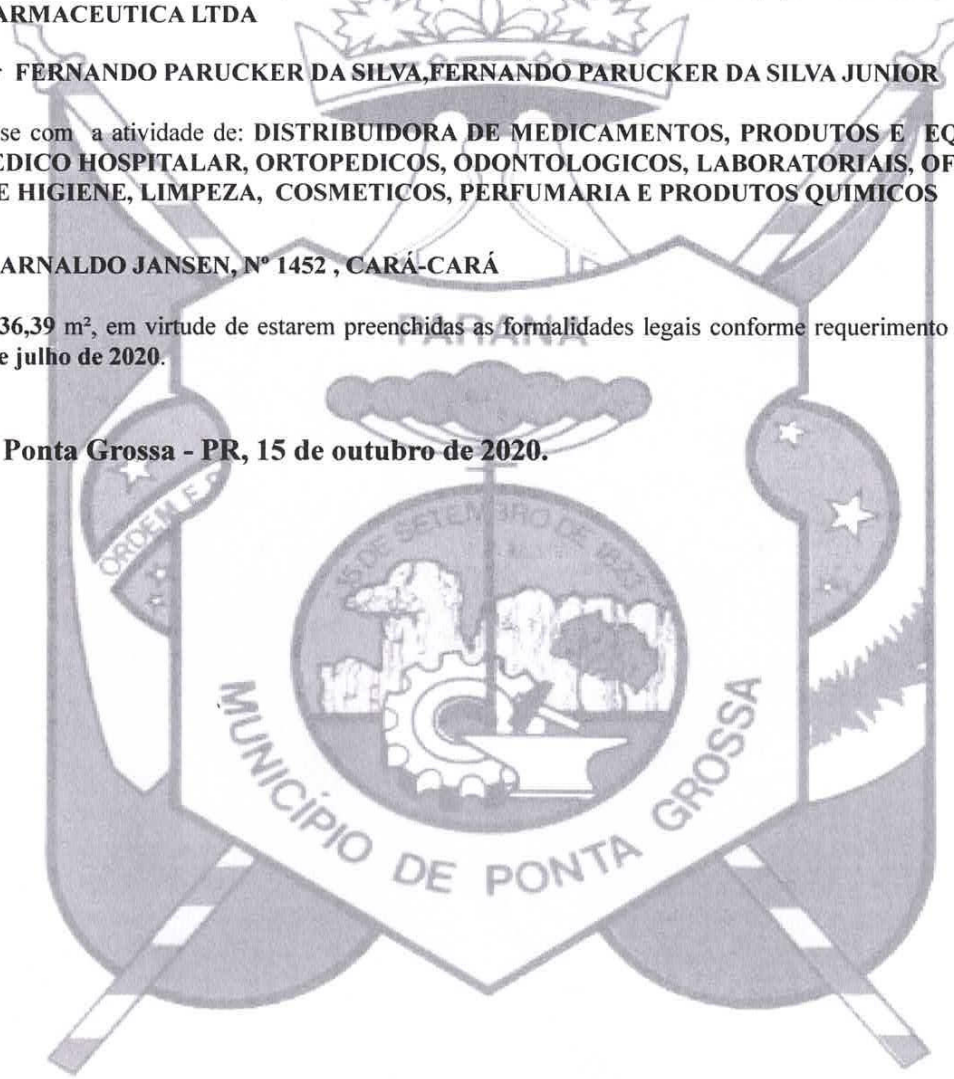 ARMACEUTICA LTDA
FERNANDO PARUCKER DA SILVA,FERNANDO PARUCKER DA SILVA JUNIOR
se com a atividade de: DISTRIBUIDORA DE MEDICAMENTOS, PRODUTOS E EQ
EDICO HOSPITALAR, ORTOPEDICOS, ODONTOLOGICOS, LABORATORIAIS, OF
E HIGIENE, LIMPEZA, COSMETICOS, PERFUMARIA E PRODUTOS QUIMICOS
ARNALDO JANSEN, Nº 1452 , CARÁ-CARÁ
36,39 m², em virtude de estarem preenchidas as formalidades legais conforme requerimento
e julho de 2020.
PARANÁ
Ponta Grossa - PR, 15 de outubro de 2020.
ORDEM E
15 DE SETEMBRO DE 1823
MUNICÍPIO DE PONTA GROSSA